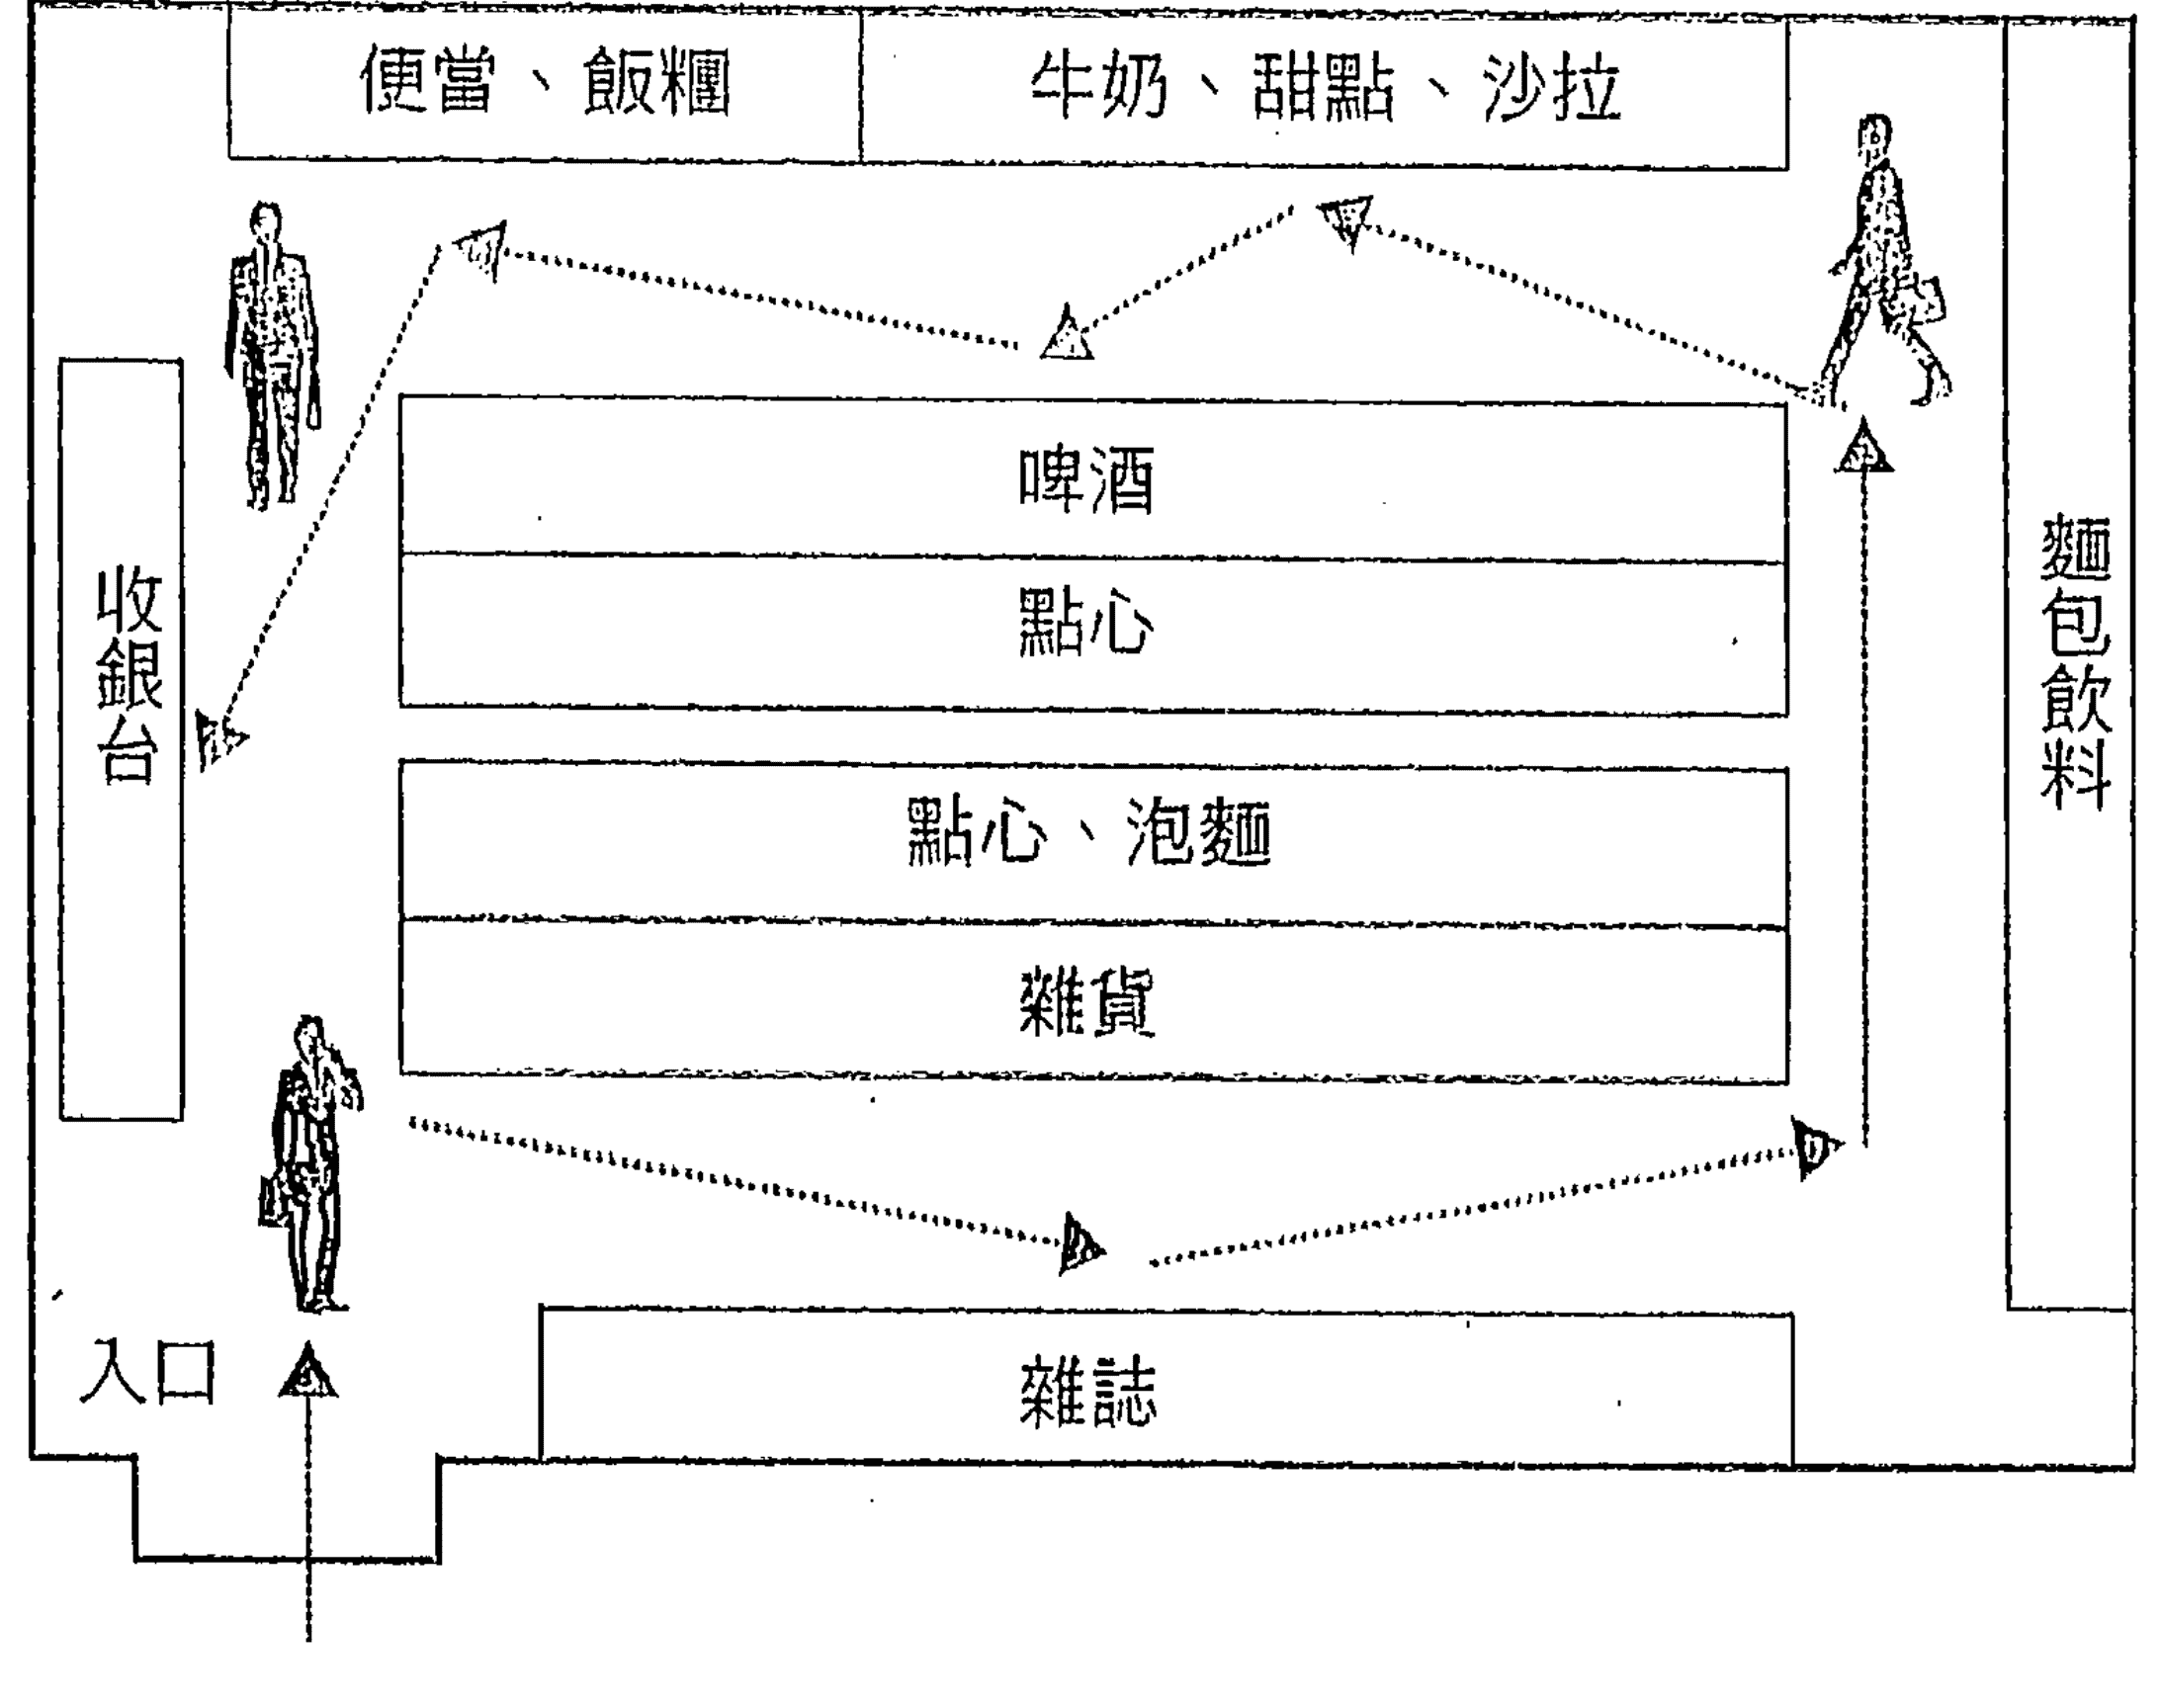 便當、飯糰
牛奶、甜點、沙拉
啤酒
點心
收銀台
麵包飲料
點心、泡麵
雜貨
入口
雜誌